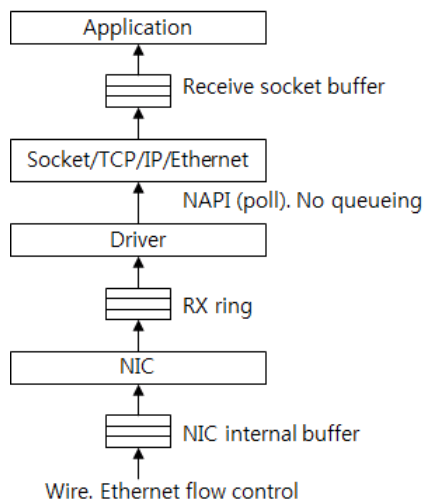 Application
Receive socket buffer
Socket/TCP/IP/Ethernet
NAPI (poll). No queueing
Driver
RX ring
NIC
NIC internal buffer
Wire. Ethernet flow control